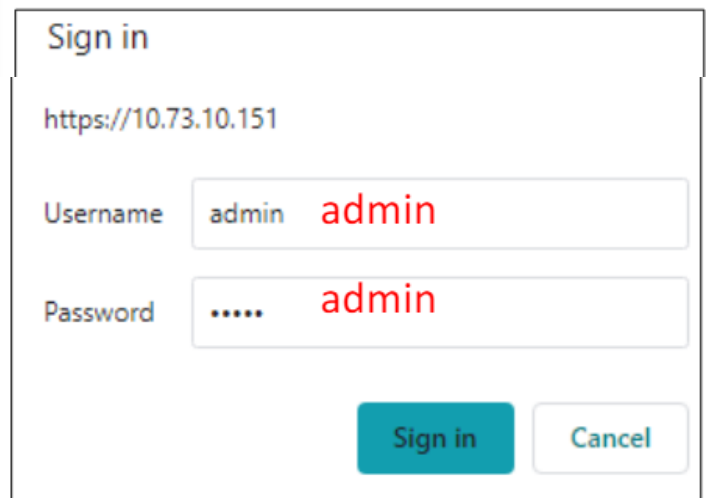 Sign in
https://10.73.10.151
Username admin admin
Password ••••• admin
Sign in Cancel